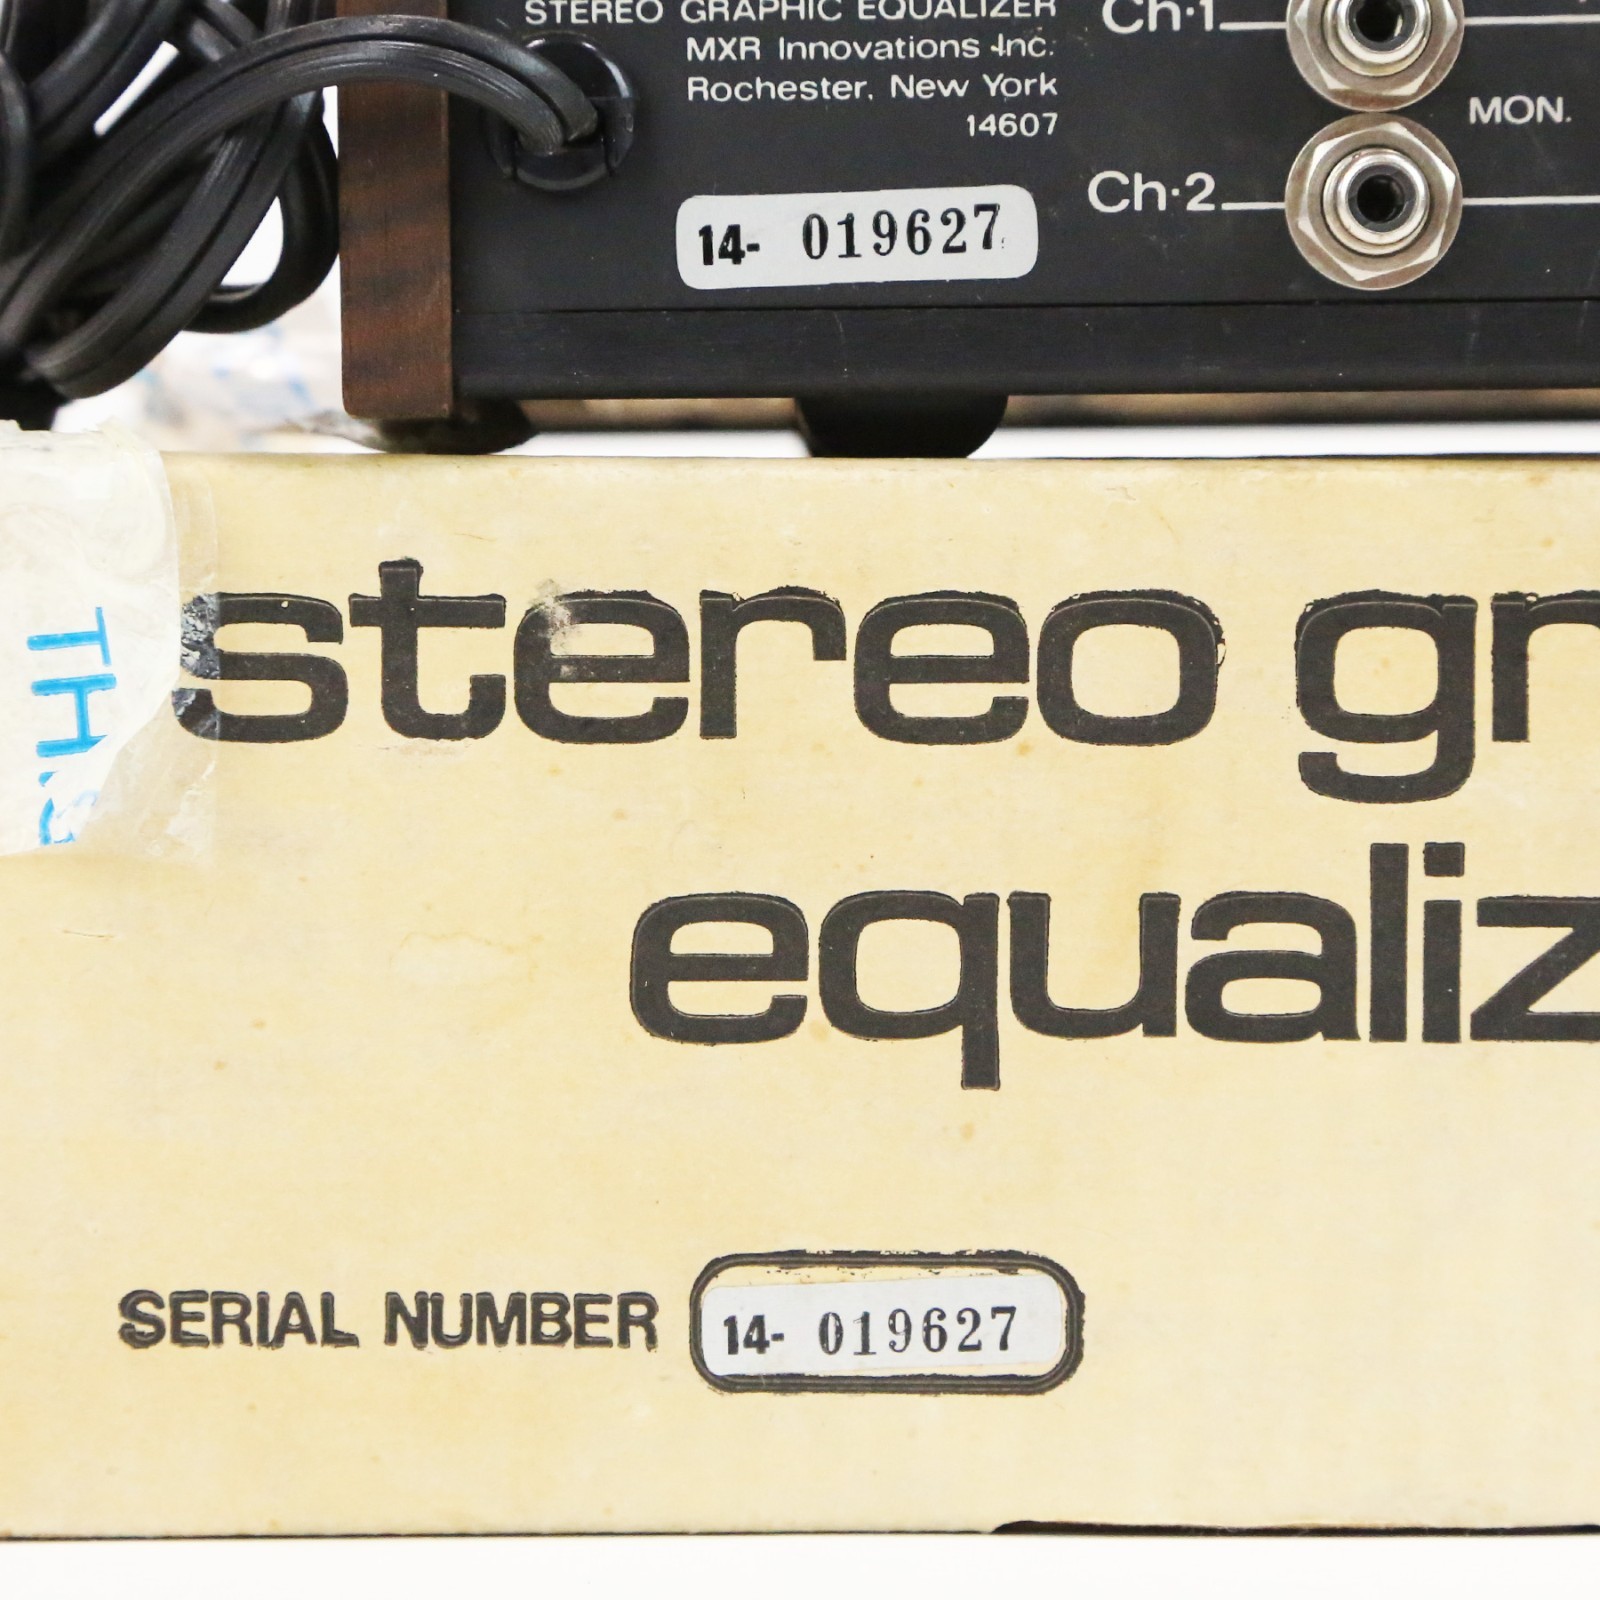 STEREO GRAPHIC EQUALIZER
MXR Innovations Inc.
Rochester, New York
14607
Ch·1
MON.
Ch·2
14- 019627
stereo gr
equaliz
SERIAL NUMBER 14- 019627